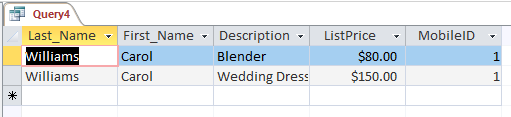 Query4
Last_Name First_Name Description ListPrice MobileID
Williams Carol Blender $80.00 1
Williams Carol Wedding Dress $150.00 1